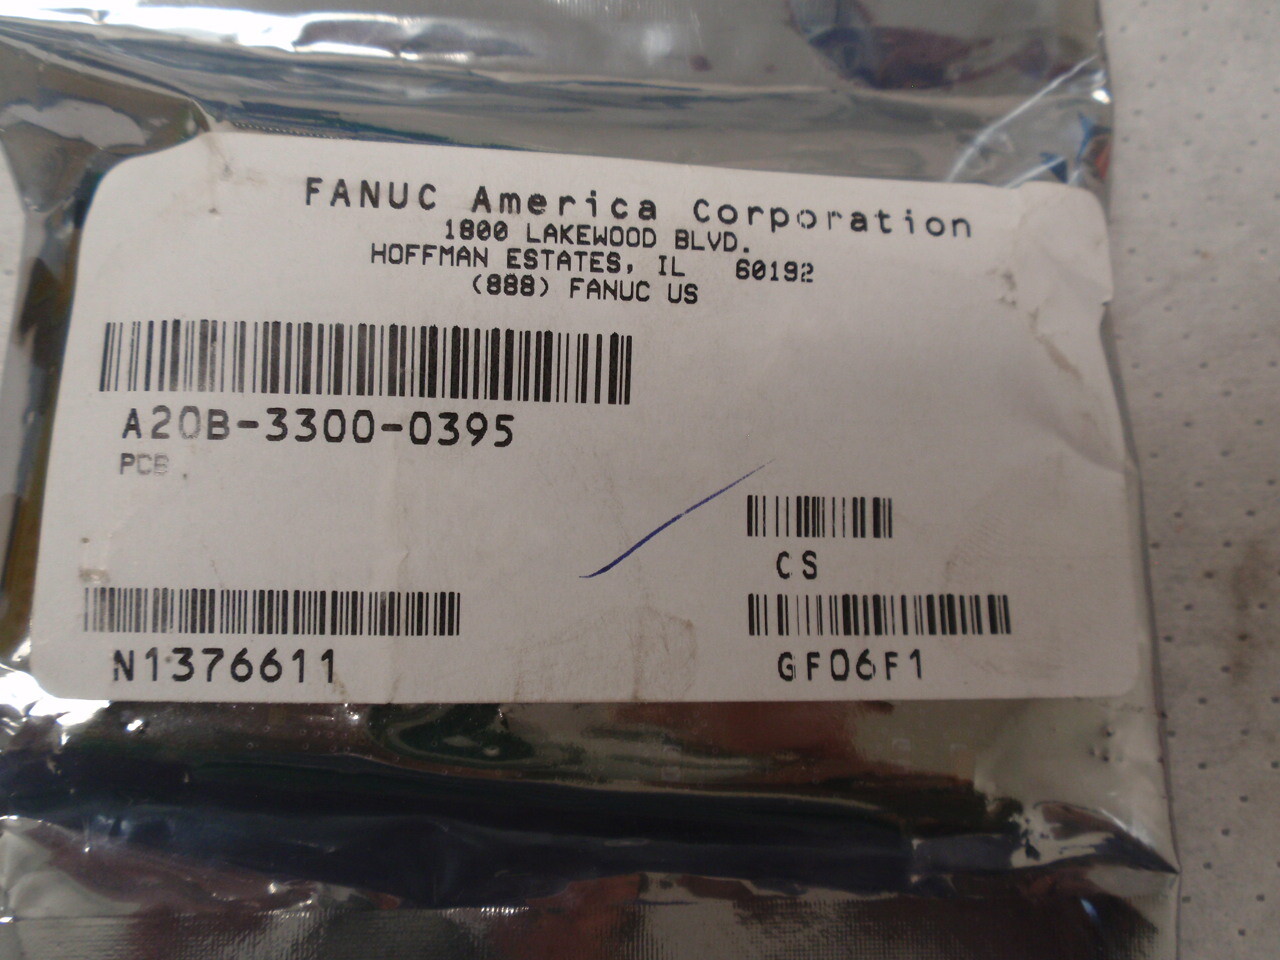 FANUC America Corporation
1800 LAKEWOOD BLVD.
HOFFMAN ESTATES, IL 60192
(888) FANUC US
A20B-3300-0395
PCB
CS
N1376611
GF06F1